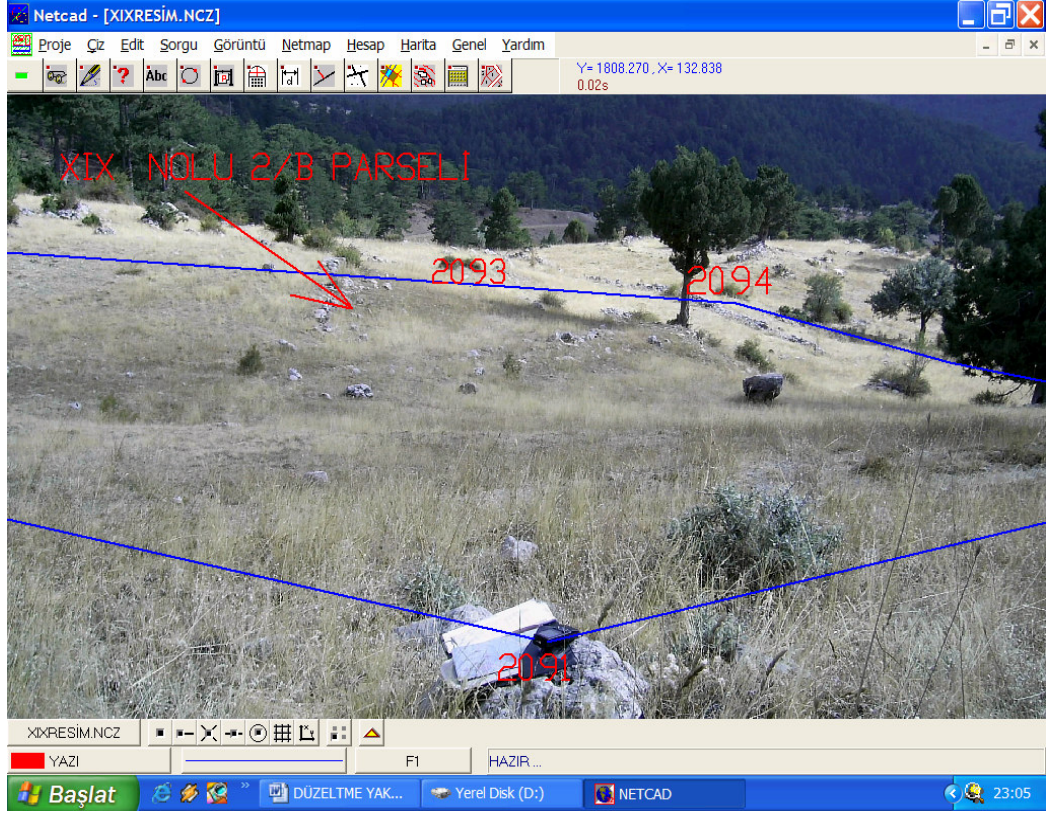 Netcad - [XIXRESİM.NCZ]
Proje Çiz Edit Sorgu Görüntü Netmap Hesap Harita Genel Yardım
Abc
Y= 1808.270 , X= 132.838
0.02s
XIX NOLU 2/B PARSELİ
2093
2094
2091
XIXRESİM.NCZ
YAZI
F1
HAZIR ...
Başlat
DÜZELTME YAK...
Yerel Disk (D:)
NETCAD
23:05